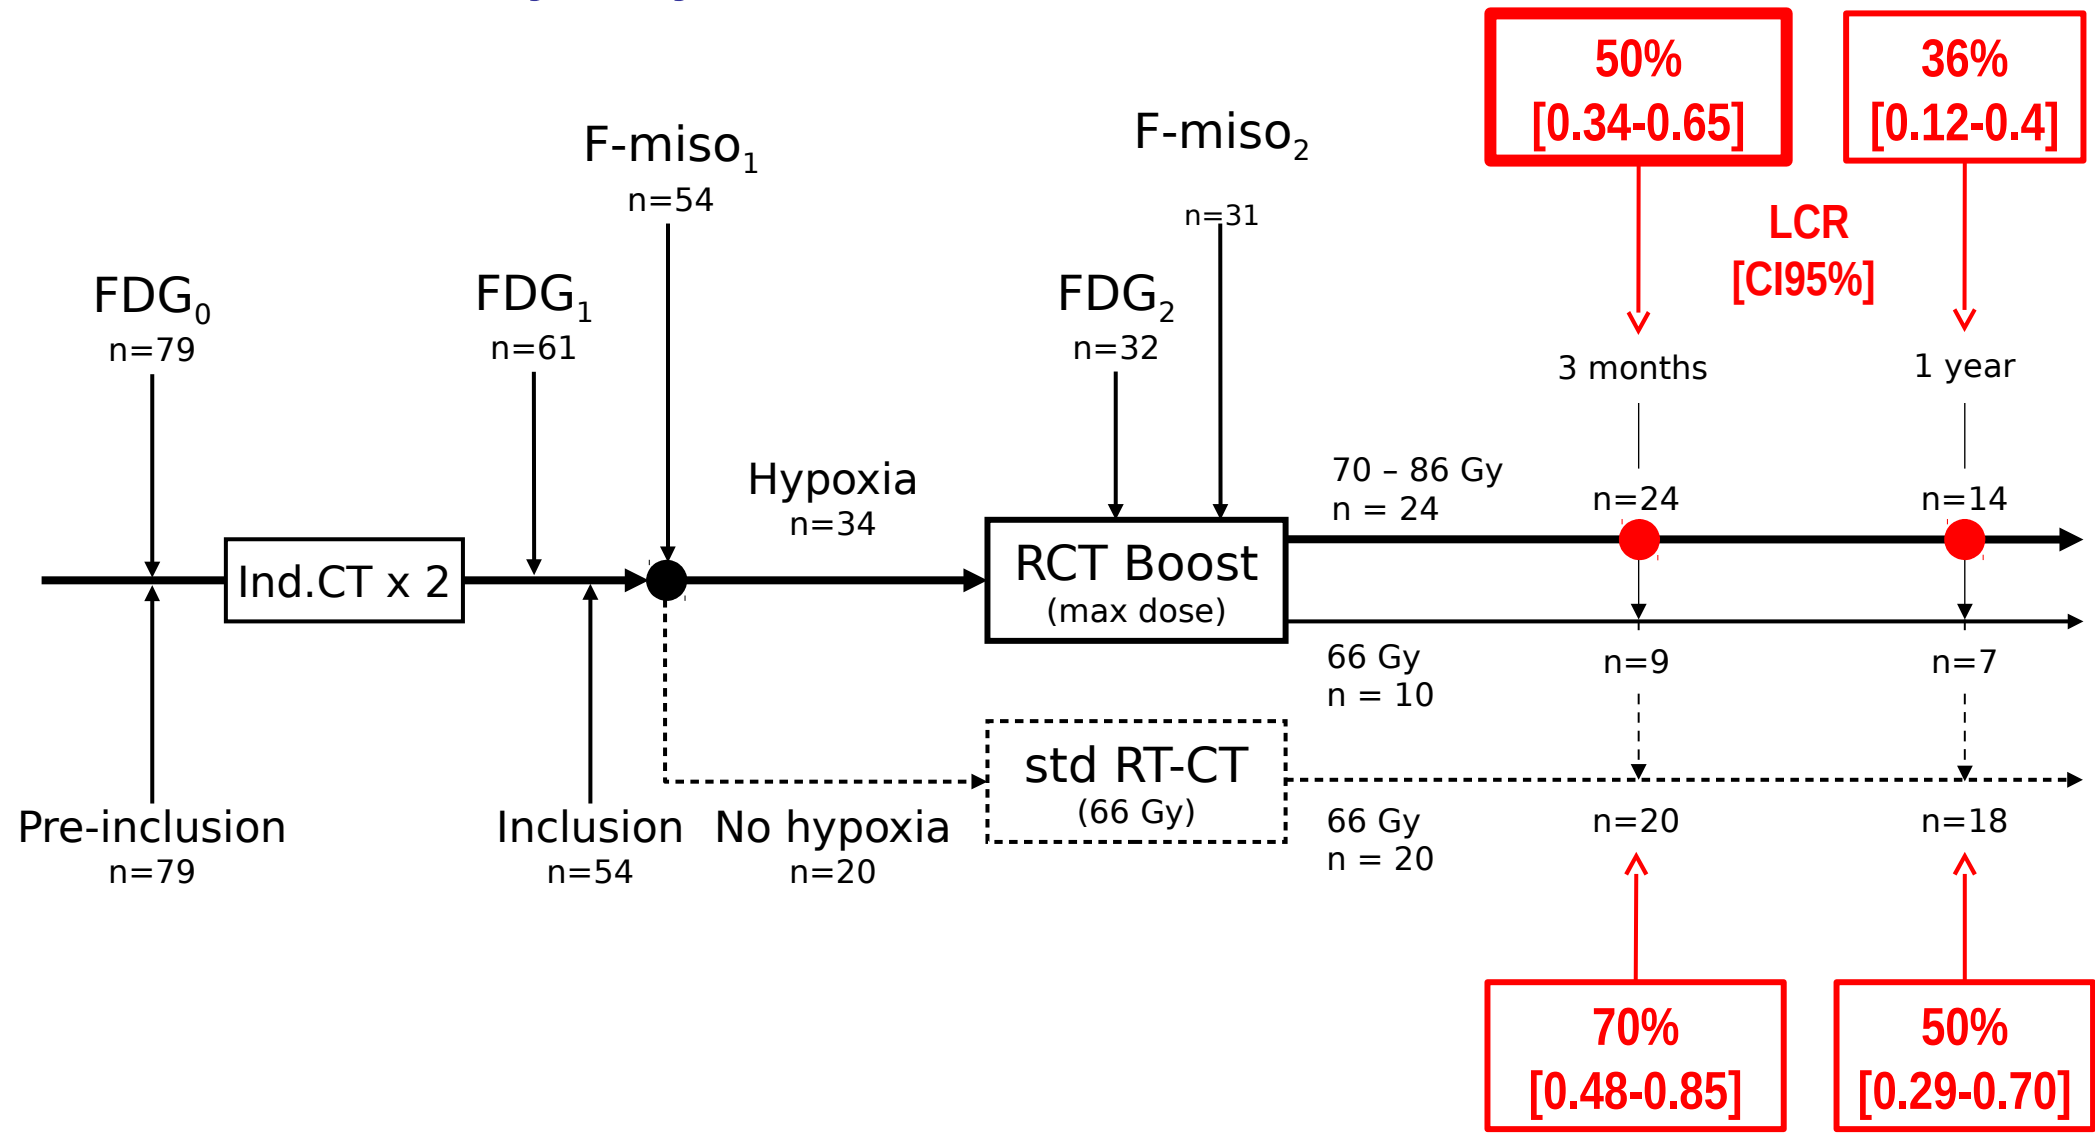 50%
[0.34-0.65]
36%
[0.12-0.4]
F-miso2
n=31
F-miso1
n=54
LCR
[CI95%]
FDG0
n=79
FDG1
n=61
FDG2
n=32
3 months
1 year
Hypoxia
n=34
70 – 86 Gy
n = 24
n=24
n=14
Ind.CT x 2
RCT Boost
(max dose)
66 Gy
n = 10
n=9
n=7
std RT-CT
(66 Gy)
Pre-inclusion
n=79
Inclusion
n=54
No hypoxia
n=20
66 Gy
n = 20
n=20
n=18
70%
[0.48-0.85]
50%
[0.29-0.70]